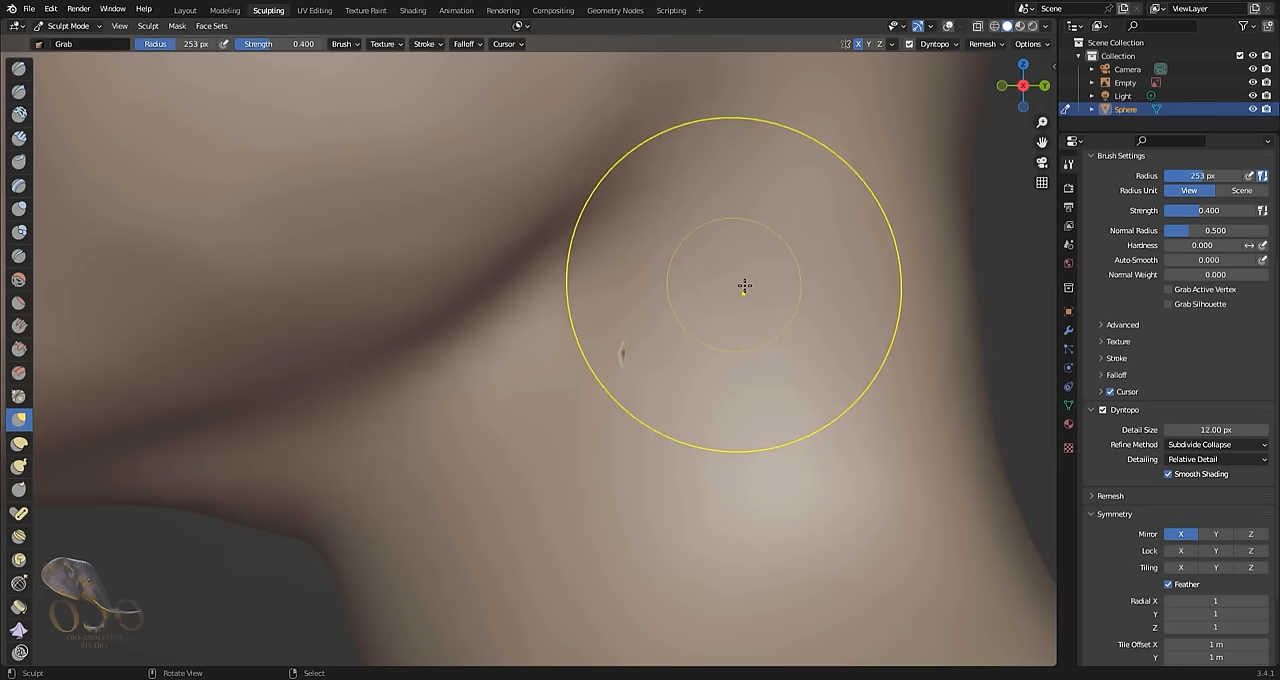 File Edit Render Window Help Layout Modeling Sculpting UV Editing Texture Paint Shading Animation Rendering Compositing Geometry Nodes Scripting + Scene ViewLayer
Sculpt Mode View Sculpt Mask Face Sets
Grab Radius 253 px Strength 0.400 Brush Texture Stroke Falloff Cursor X Y Z Dyntopo Remesh Options
Z
X
Y
Scene Collection
Collection
Camera
Empty
Light
Sphere
Brush Settings
Radius 253 px
Radius Unit View Scene
Strength 0.400
Normal Radius 0.500
Hardness 0.000
Auto-Smooth 0.000
Normal Weight 0.000
Grab Active Vertex
Grab Silhouette
Advanced
Texture
Stroke
Falloff
Cursor
Dyntopo
Detail Size 12.00 px
Refine Method Subdivide Collapse
Detailing Relative Detail
Smooth Shading
Remesh
Symmetry
Mirror X Y Z
Lock X Y Z
Tiling X Y Z
Feather
Radial X 1
Y 1
Z 1
Tile Offset X 1 m
Y 1 m
OJO
OJO ANIMATION
STUDIO
Sculpt Rotate View Select 3.4.1